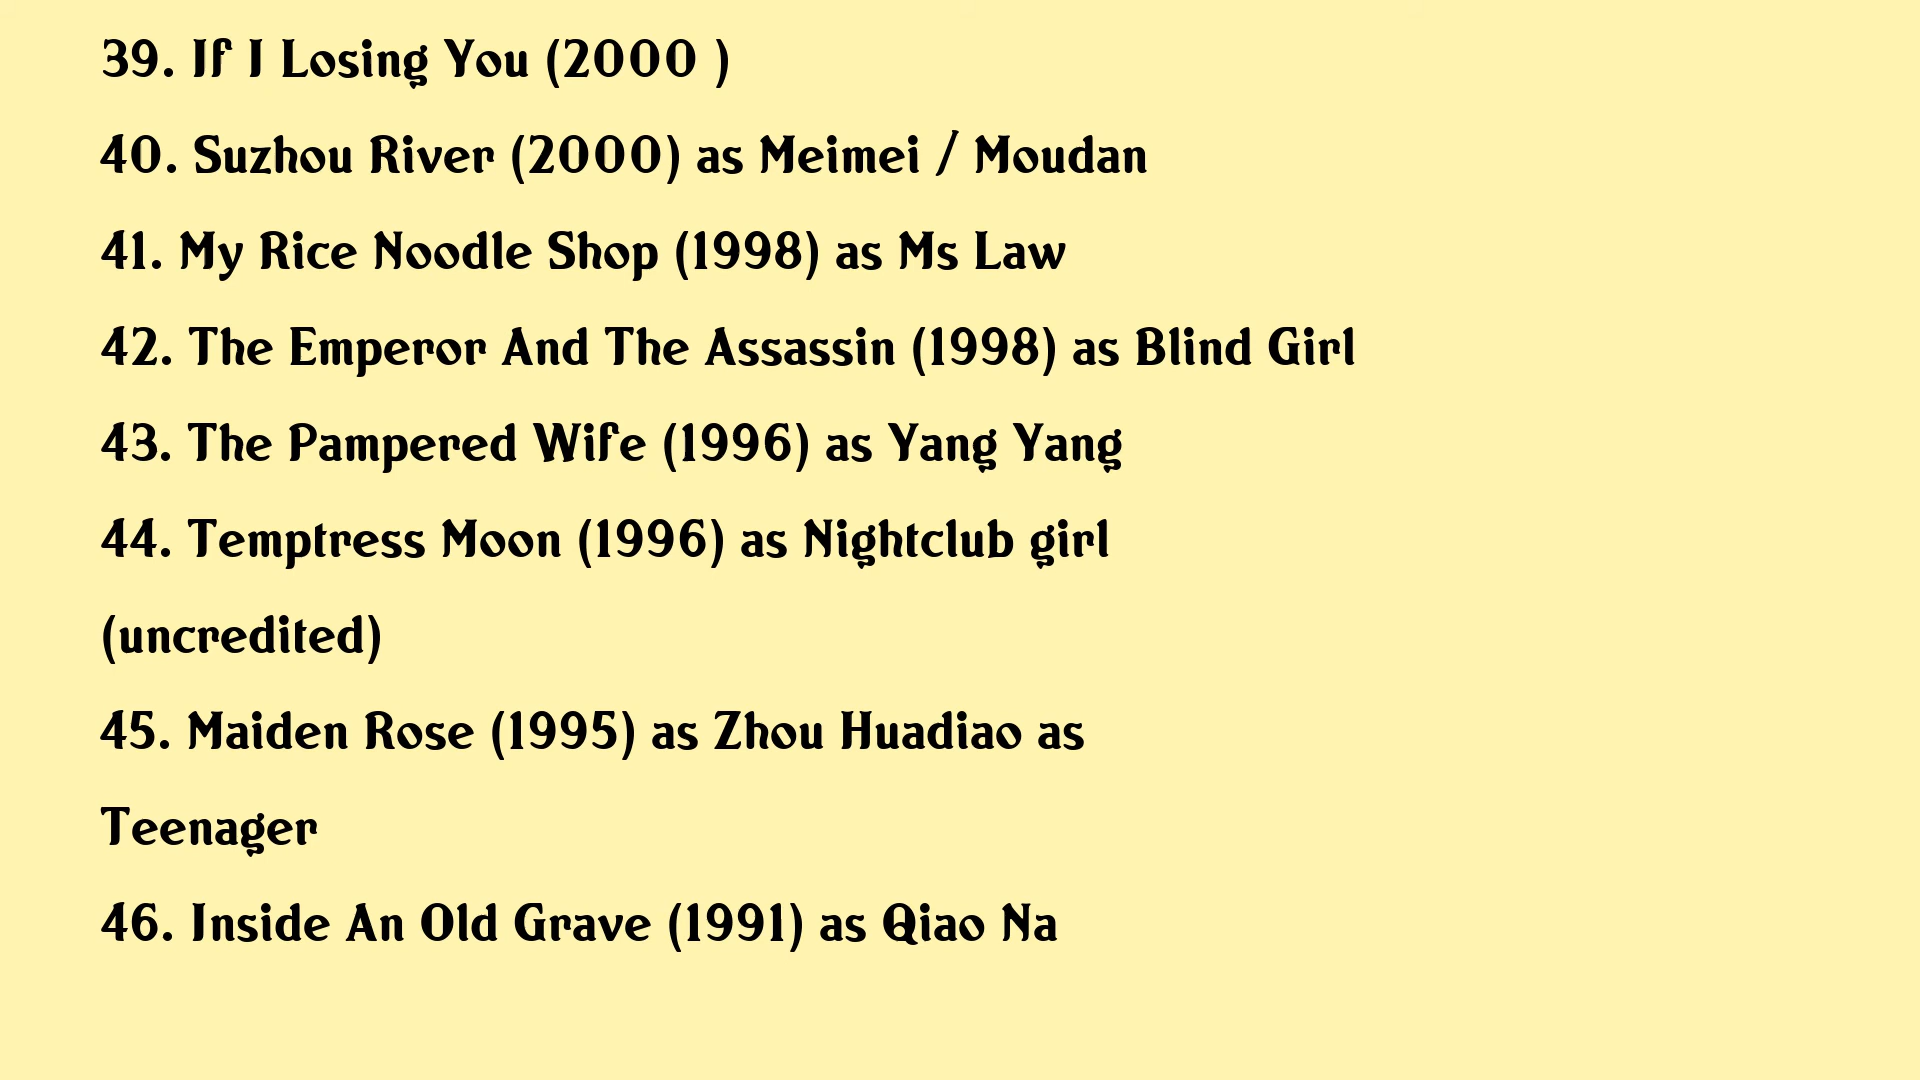 39. If I Losing You (2000 )
40. Suzhou River (2000) as Meimei / Moudan
41. My Rice Noodle Shop (1998) as Ms Law
42. The Emperor And The Assassin (1998) as Blind Girl
43. The Pampered Wife (1996) as Yang Yang
44. Temptress Moon (1996) as Nightclub girl
(uncredited)
45. Maiden Rose (1995) as Zhou Huadiao as
Teenager
46. Inside An Old Grave (1991) as Qiao Na